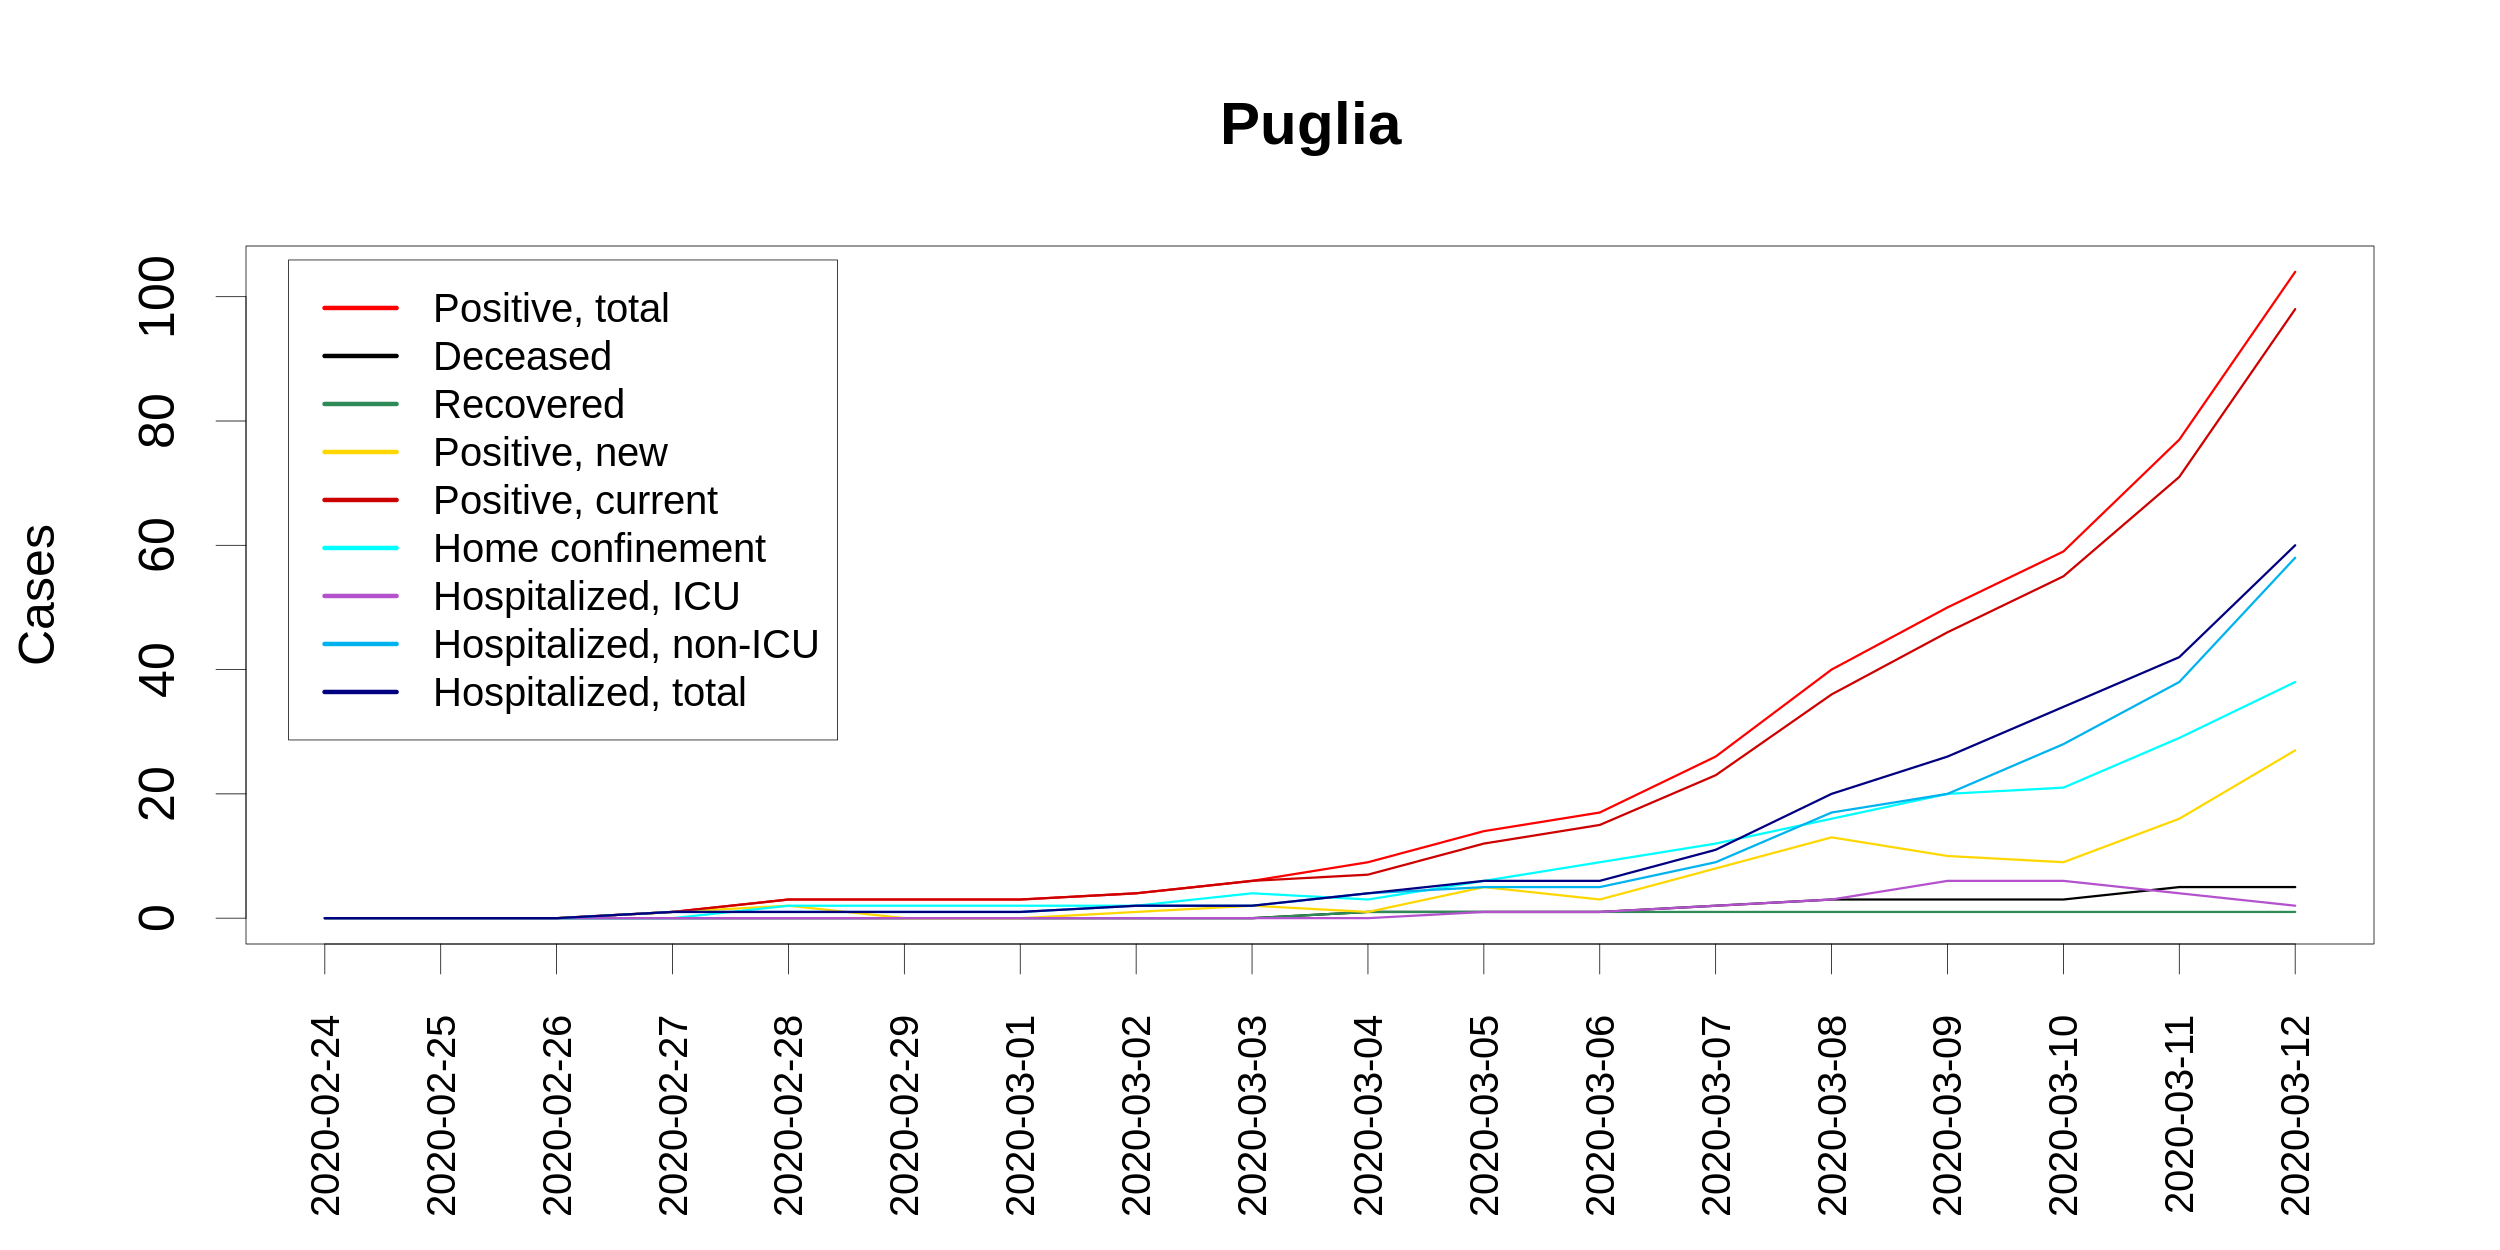 Puglia
Cases
100
80
60
40
20
0
Positive, total
Deceased
Recovered
Positive, new
Positive, current
Home confinement
Hospitalized, ICU
Hospitalized, non-ICU
Hospitalized, total
2020-02-24
2020-02-25
2020-02-26
2020-02-27
2020-02-28
2020-02-29
2020-03-01
2020-03-02
2020-03-03
2020-03-04
2020-03-05
2020-03-06
2020-03-07
2020-03-08
2020-03-09
2020-03-10
2020-03-11
2020-03-12